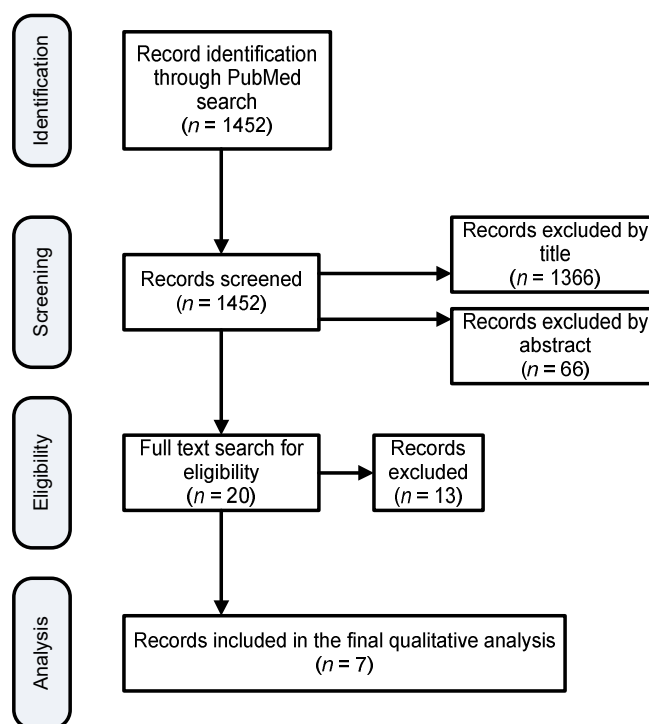 Identification
Record identification
through PubMed
search
(n = 1452)
Screening
Records screened
(n = 1452)
Records excluded by
title
(n = 1366)
Records excluded by
abstract
(n = 66)
Eligibility
Full text search for
eligibility
(n = 20)
Records
excluded
(n = 13)
Analysis
Records included in the final qualitative analysis
(n = 7)